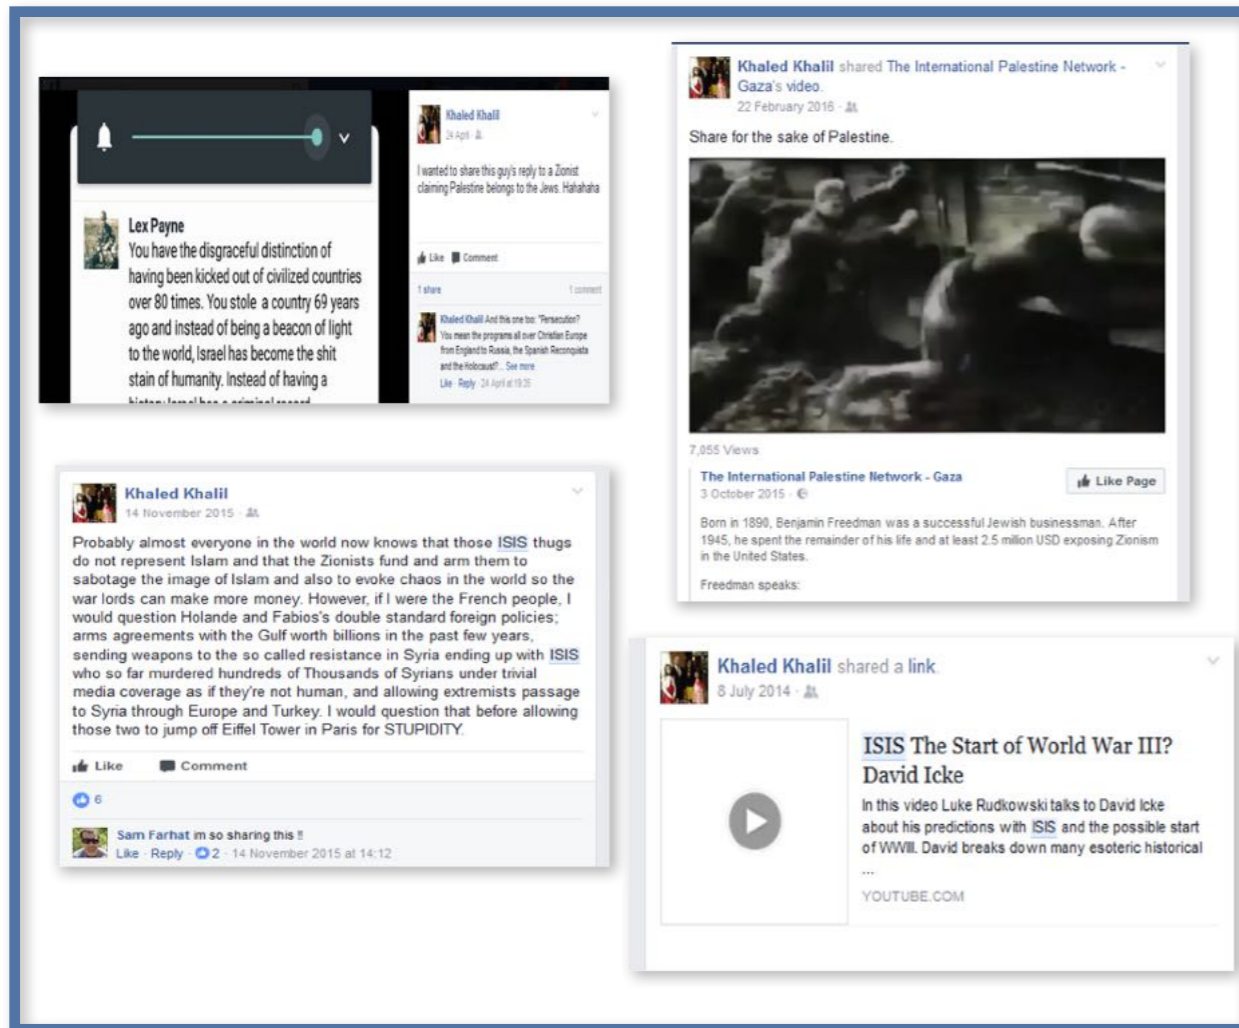 Lex Payne
You have the disgraceful distinction of
having been kicked out of civilized countries
over 80 times. You stole a country 69 years
ago and instead of being a beacon of light
to the world, Israel has become the shit
stain of humanity. Instead of having a
history Israel has a criminal record
Khaled Khalil
24 April
I wanted to share this guy's reply to a Zionist
claiming Palestine belongs to the Jews. Hahahaha
Like Comment
1 share 1 comment
Khaled Khalil And this one too: "Persecution?
You mean the programs all over Christian Europe
from England to Russia, the Spanish Reconquista
and the Holocaust?... See more
Like · Reply · 24 April at 19:35
Khaled Khalil shared The International Palestine Network -
Gaza's video.
22 February 2016
Share for the sake of Palestine.
7,055 Views
The International Palestine Network - Gaza
3 October 2015
Like Page
Born in 1890, Benjamin Freedman was a successful Jewish businessman. After
1945, he spent the remainder of his life and at least 2.5 million USD exposing Zionism
in the United States.
Freedman speaks:
Khaled Khalil
14 November 2015
Probably almost everyone in the world now knows that those ISIS thugs
do not represent Islam and that the Zionists fund and arm them to
sabotage the image of Islam and also to evoke chaos in the world so the
war lords can make more money. However, if I were the French people, I
would question Holande and Fabios's double standard foreign policies;
arms agreements with the Gulf worth billions in the past few years,
sending weapons to the so called resistance in Syria ending up with ISIS
who so far murdered hundreds of Thousands of Syrians under trivial
media coverage as if they're not human, and allowing extremists passage
to Syria through Europe and Turkey. I would question that before allowing
those two to jump off Eiffel Tower in Paris for STUPIDITY.
Like Comment
6
Sam Farhat im so sharing this !!
Like · Reply · 2 · 14 November 2015 at 14:12
Khaled Khalil shared a link.
8 July 2014
ISIS The Start of World War III?
David Icke
In this video Luke Rudkowski talks to David Icke
about his predictions with ISIS and the possible start
of WWIII. David breaks down many esoteric historical
...
YOUTUBE.COM